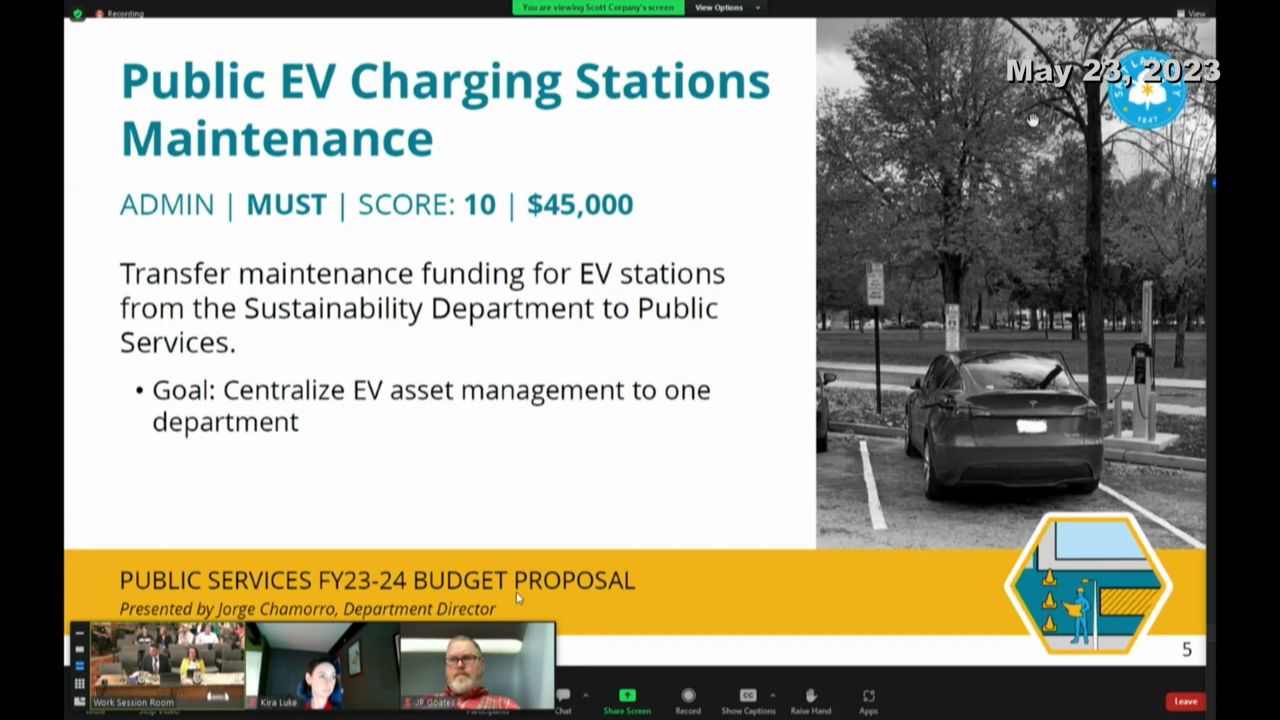 Recording
You are viewing Scott Corpany's screen
View Options
View
May 23, 2023
Public EV Charging Stations
Maintenance
ADMIN | MUST | SCORE: 10 | $45,000
Transfer maintenance funding for EV stations
from the Sustainability Department to Public
Services.
• Goal: Centralize EV asset management to one
department
1847
PUBLIC SERVICES FY23-24 BUDGET PROPOSAL
Presented by Jorge Chamorro, Department Director
5
Work Session Room
Kira Luke
JP Goates
Chat
Share Screen
Record
Show Captions
Raise Hand
Apps
Leave